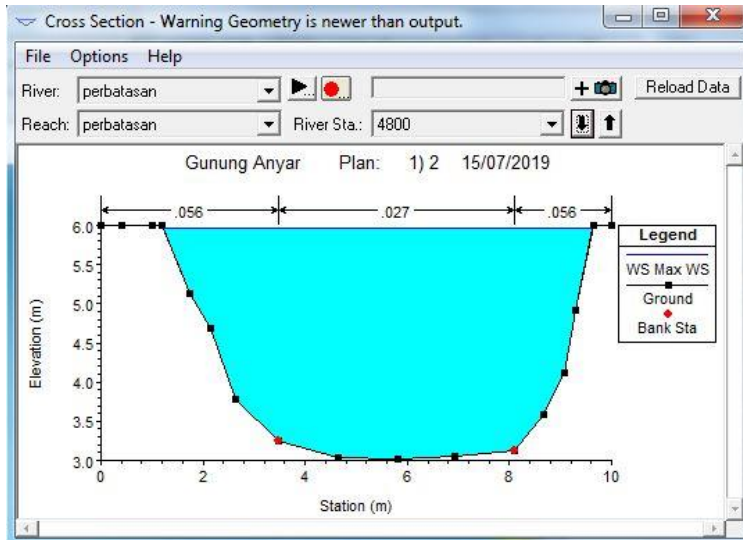 Cross Section - Warning Geometry is newer than output.
File Options Help
River: perbatasan ... ... Reload Data
Reach: perbatasan River Sta.: 4800
Gunung Anyar Plan: 1) 2 15/07/2019
.056 .027 .056
6.0
5.5
5.0
4.5
4.0
3.5
3.0
Elevation (m)
0 2 4 6 8 10
Station (m)
Legend
WS Max WS
Ground
Bank Sta